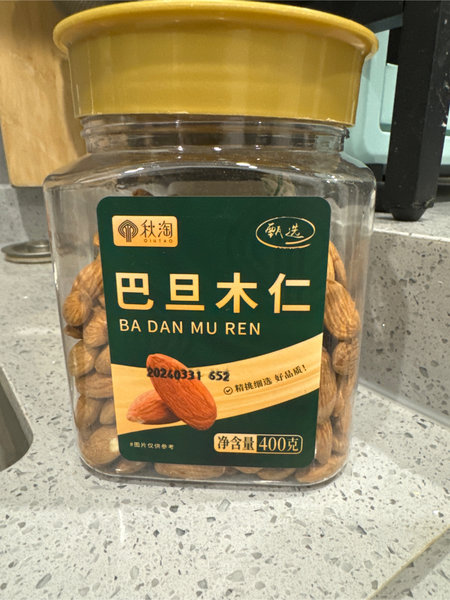 秋淘
QIUTAO
甄选
巴旦木仁
BA DAN MU REN
20240331 652
精挑细选 好品质!
#图片仅供参考
净含量 400克